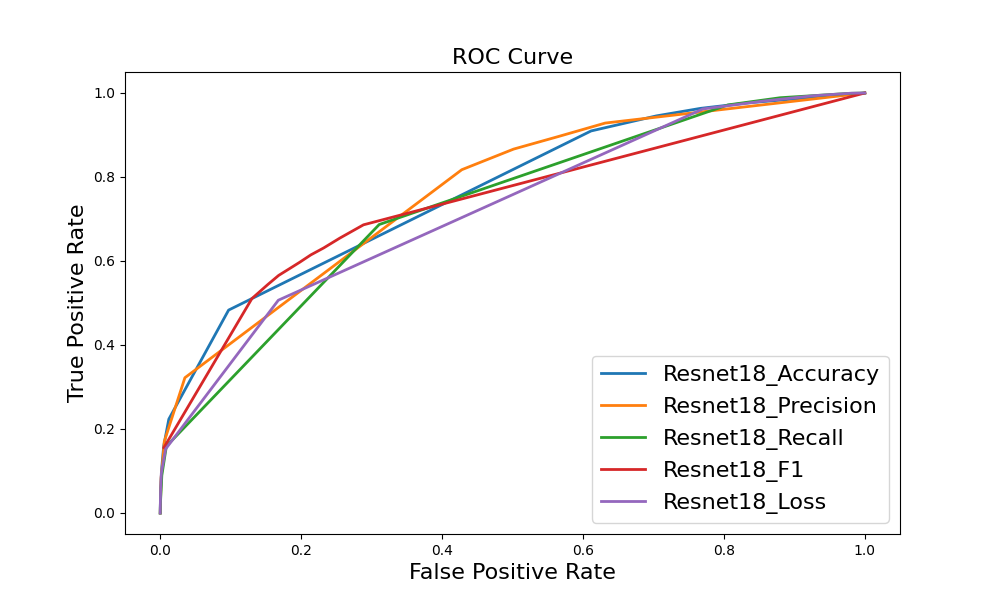 ROC Curve
True Positive Rate
1.0
0.8
0.6
0.4
0.2
0.0
Resnet18_Accuracy
Resnet18_Precision
Resnet18_Recall
Resnet18_F1
Resnet18_Loss
0.0 0.2 0.4 0.6 0.8 1.0
False Positive Rate